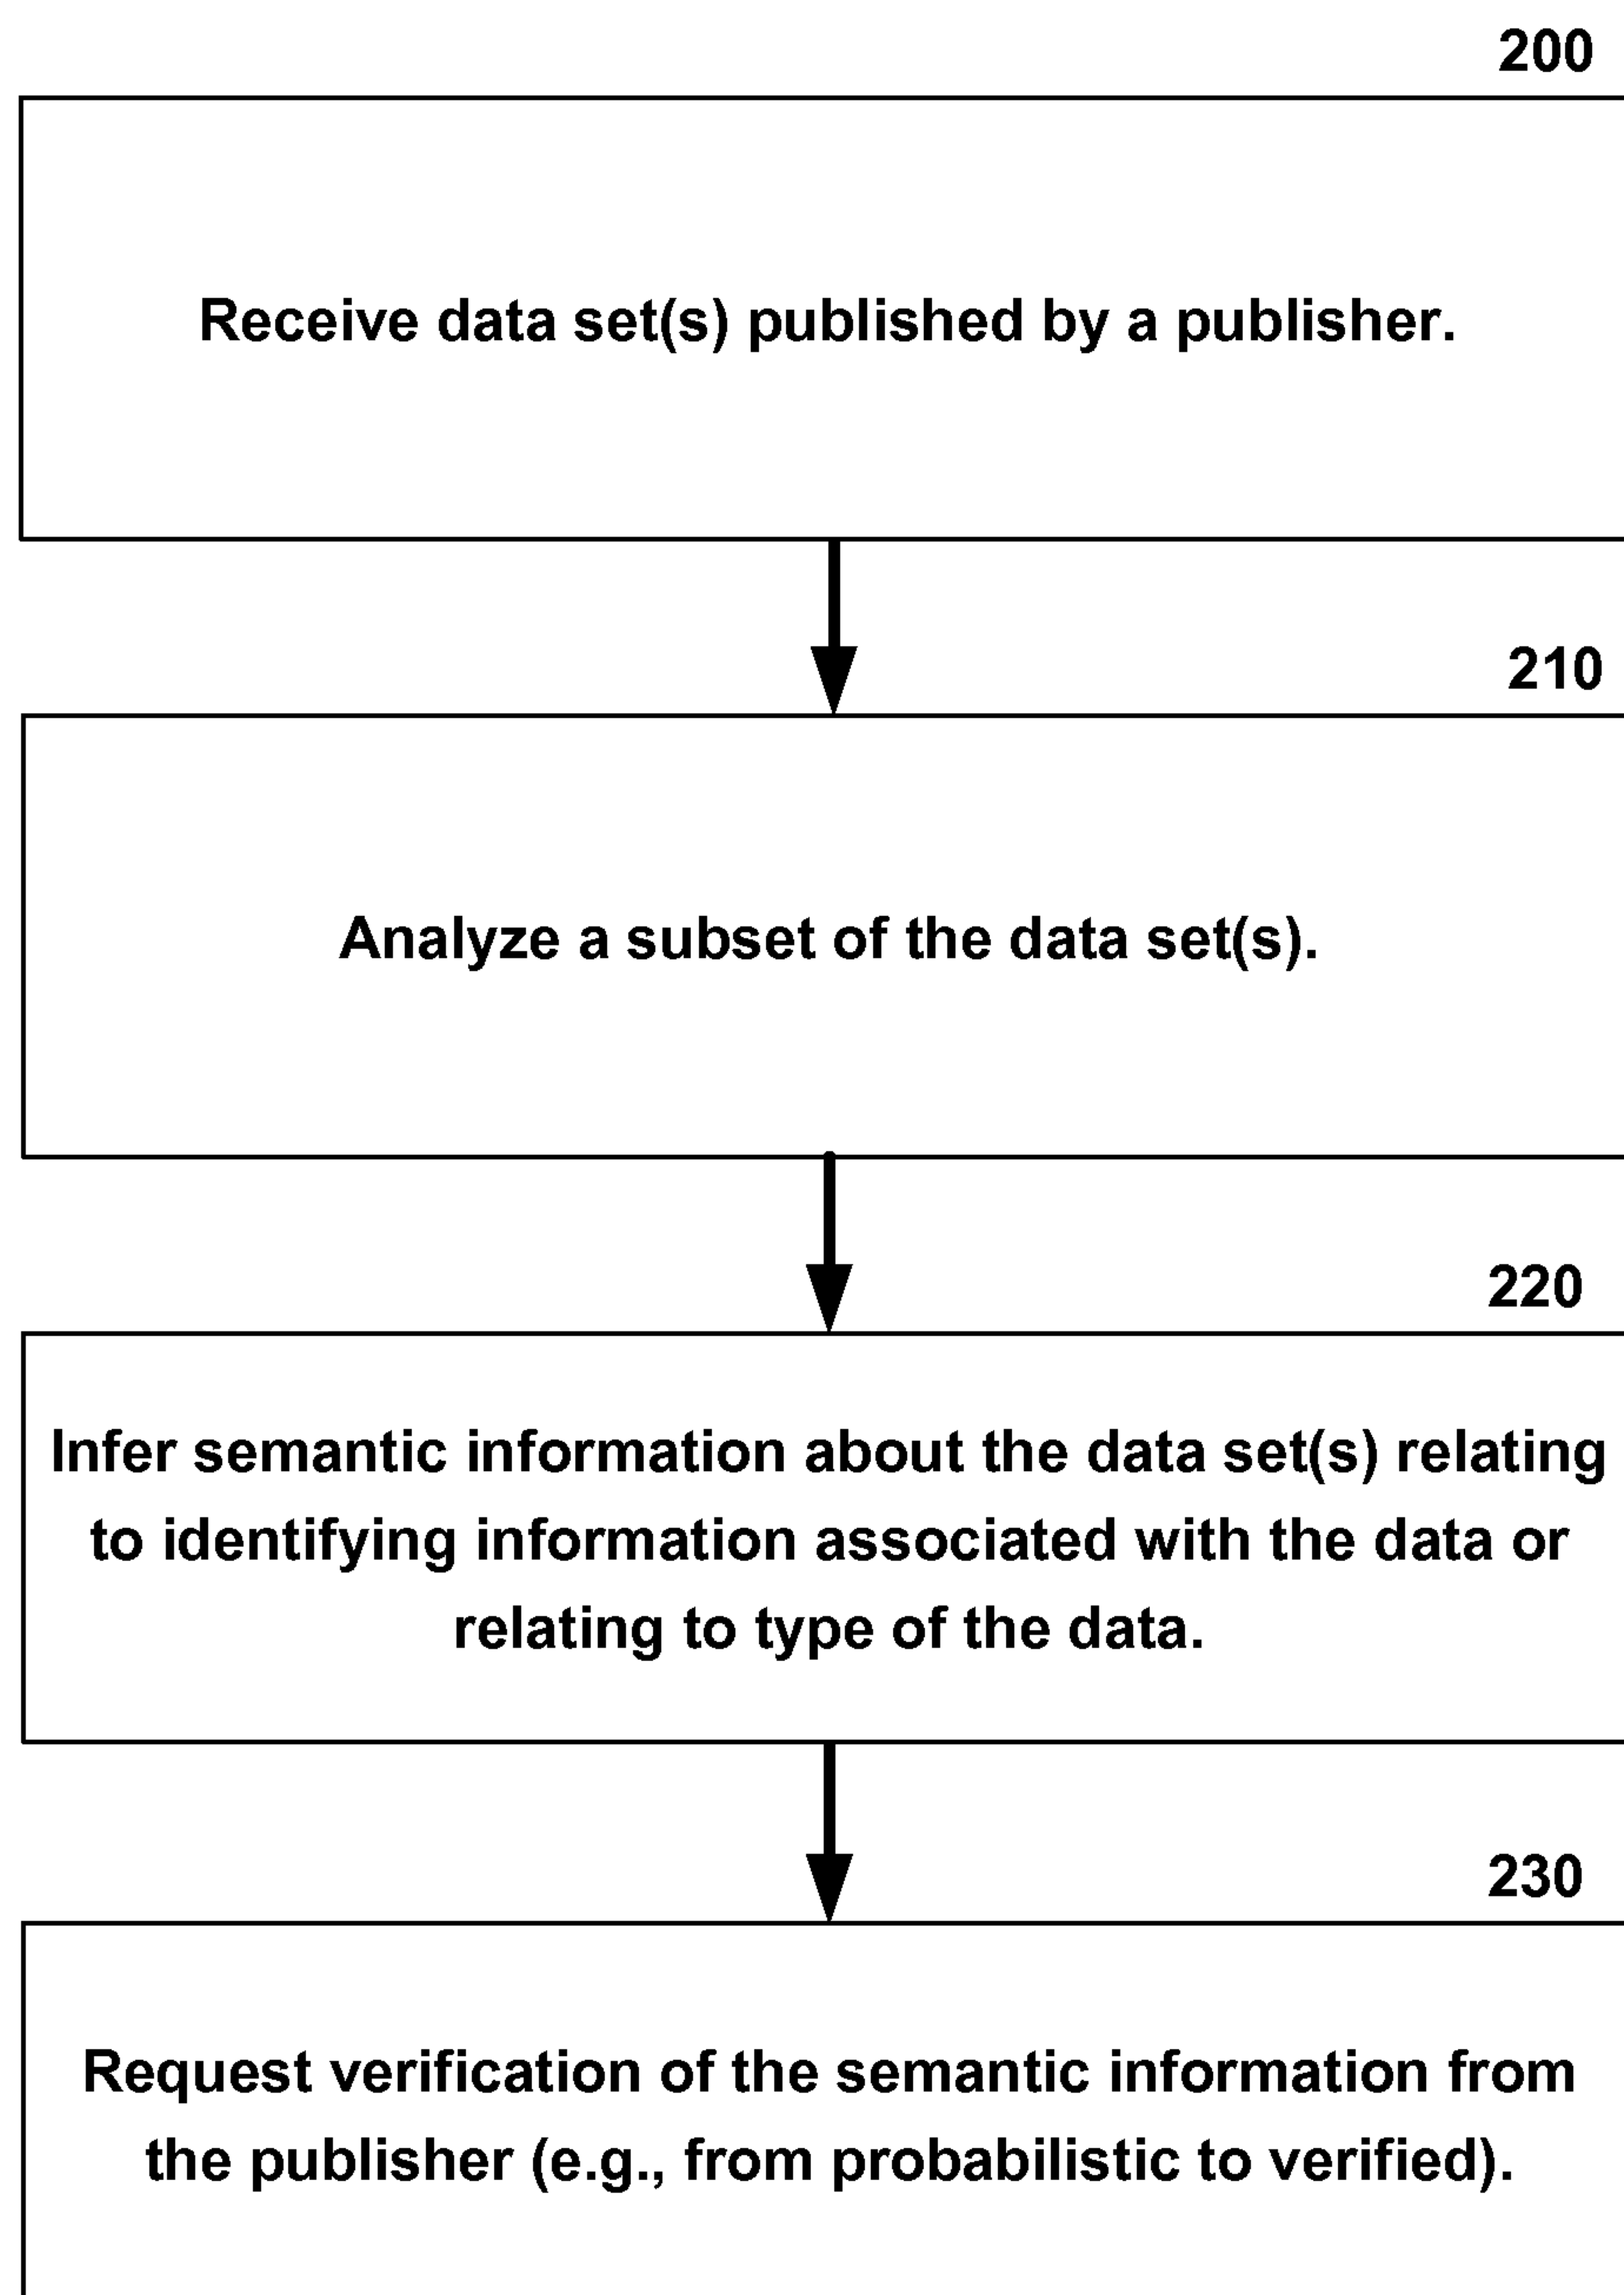 200
Receive data set(s) published by a publisher.
210
Analyze a subset of the data set(s).
220
Infer semantic information about the data set(s) relating
to identifying information associated with the data or
relating to type of the data.
230
Request verification of the semantic information from
the publisher (e.g., from probabilistic to verified).